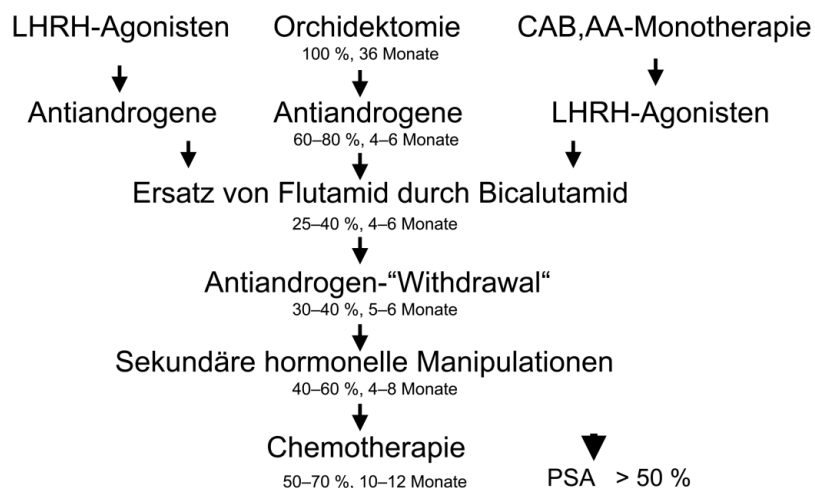 LHRH-Agonisten Orchidektomie CAB,AA-Monotherapie
100 %, 36 Monate
Antiandrogene Antiandrogene LHRH-Agonisten
60–80 %, 4–6 Monate
Ersatz von Flutamid durch Bicalutamid
25–40 %, 4–6 Monate
Antiandrogen-“Withdrawal“
30–40 %, 5–6 Monate
Sekundäre hormonelle Manipulationen
40–60 %, 4–8 Monate
Chemotherapie
50–70 %, 10–12 Monate PSA > 50 %